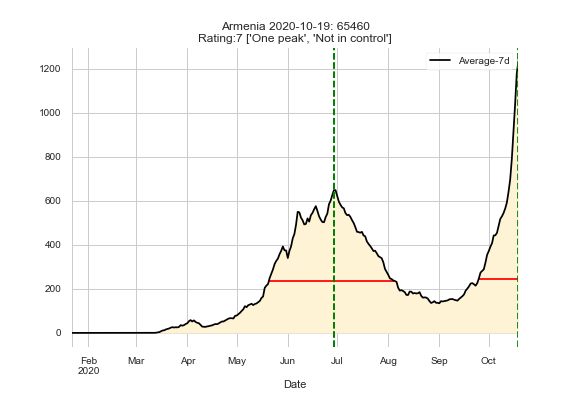 Armenia 2020-10-19: 65460
Rating:7 ['One peak', 'Not in control']
Average-7d
1200
1000
800
600
400
200
0
Feb Mar Apr May Jun Jul Aug Sep Oct
2020
Date